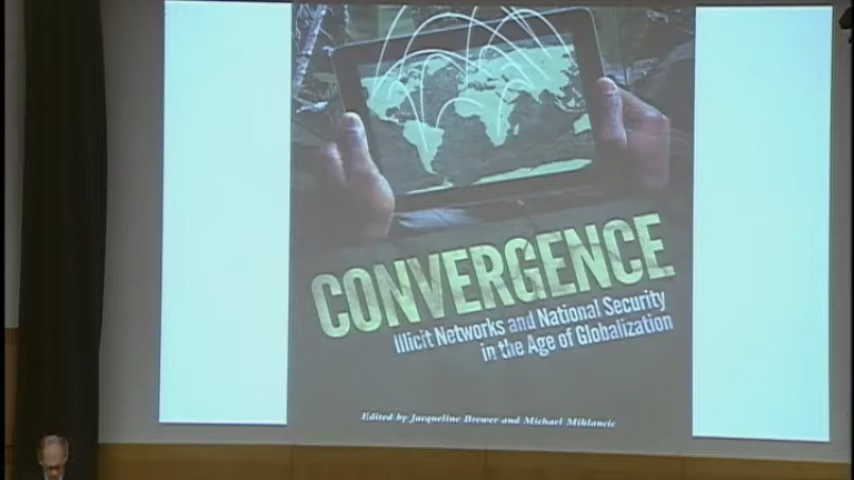 CONVERGENCE
Illicit Networks and National Security
in the Age of Globalization
Edited by Jacqueline Brewer and Michael Miklaucic